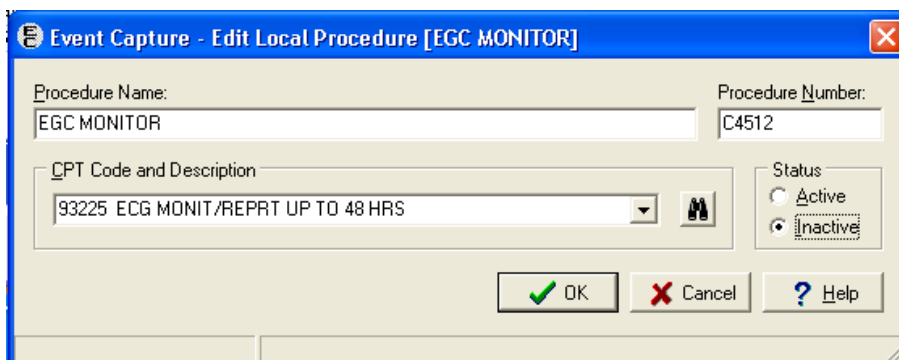 Event Capture - Edit Local Procedure [EGC MONITOR]
Procedure Name:
Procedure Number:
EGC MONITOR
C4512
CPT Code and Description
Status
93225 ECG MONIT/REPRT UP TO 48 HRS
Active
Inactive
OK
Cancel
? Help